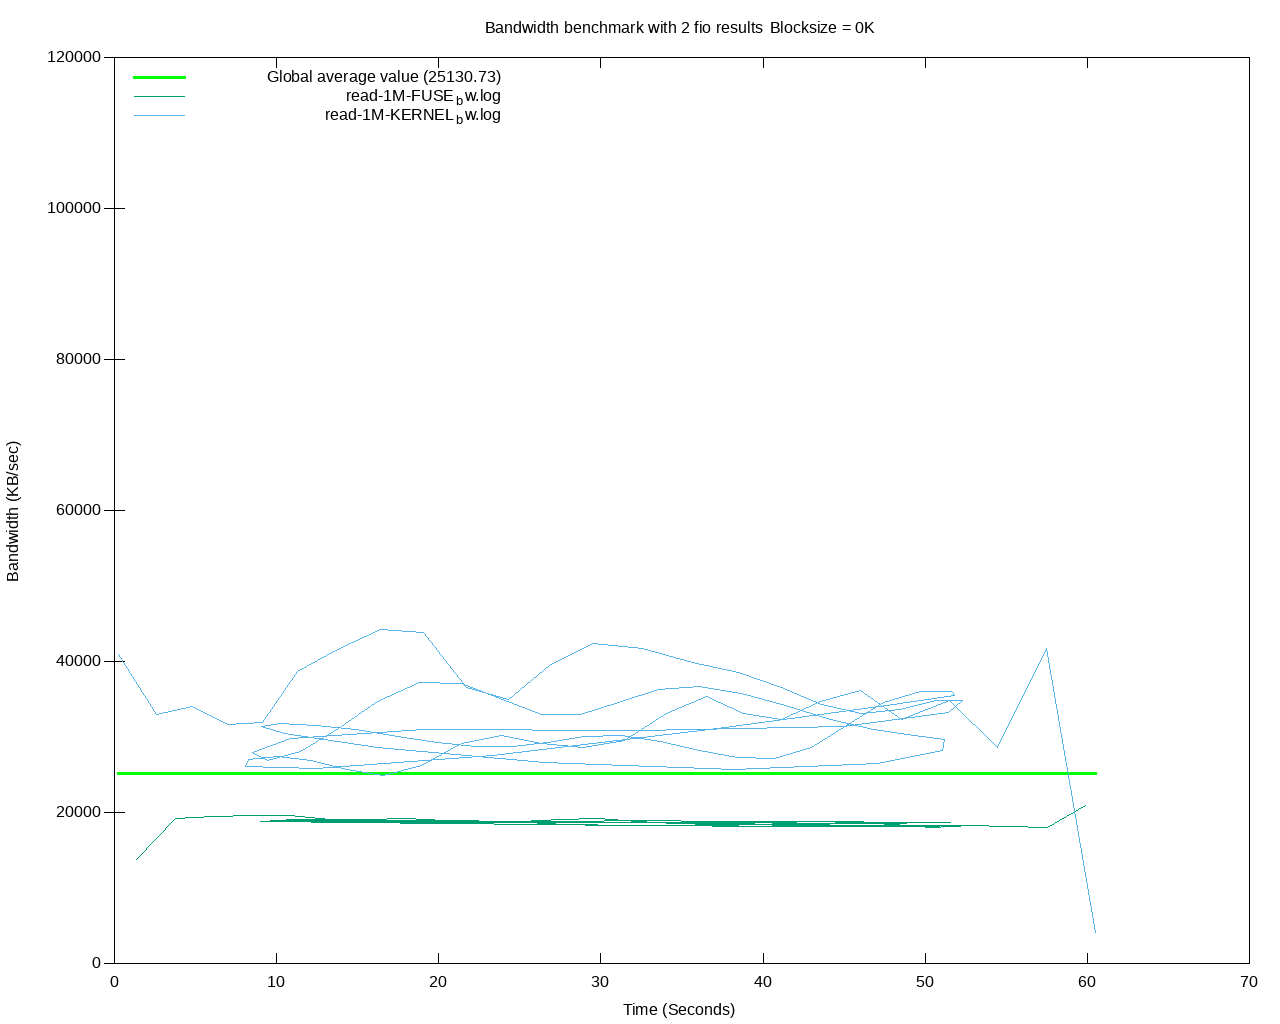 Bandwidth benchmark with 2 fio results Blocksize = 0K
120000
100000
80000
60000
40000
20000
0
Bandwidth (KB/sec)
Global average value (25130.73)
read-1M-FUSEbw.log
read-1M-KERNELbw.log
0 10 20 30 40 50 60 70
Time (Seconds)